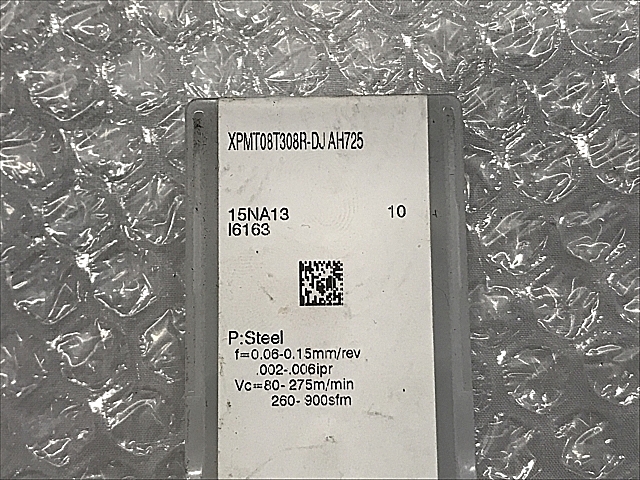 XPMT08T308R-DJ AH725
15NA13 10
I6163
P:Steel
f=0.06-0.15mm/rev
.002-.006ipr
Vc=80-275m/min
260-900sfm